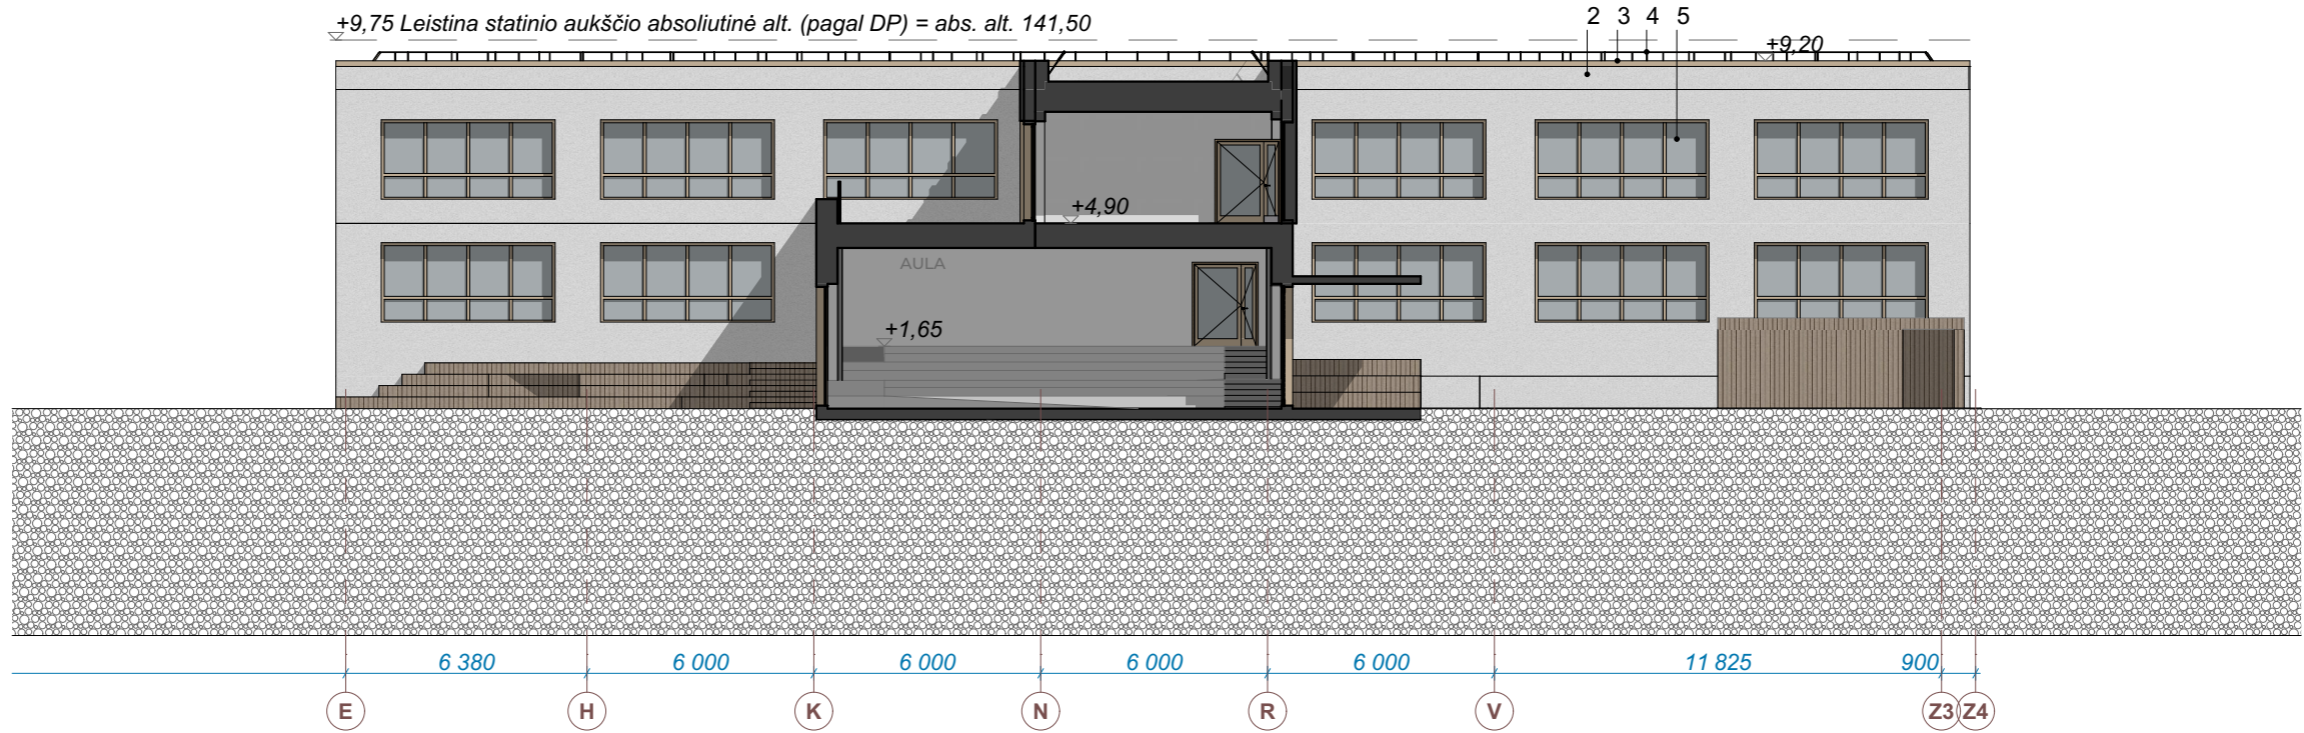 +9,75 Leistina statinio aukščio absoliutinė alt. (pagal DP) = abs. alt. 141,50
2 3 4 5
+9,20
+4,90
AULA
+1,65
6 380 6 000 6 000 6 000 6 000 11 825 900
E H K N R V Z3 Z4